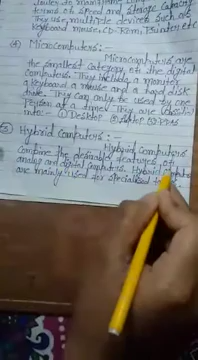 terms of speed and storage capacity
They use multiple devices such as
Keyboard mouse, CD-Rom, Printer etc
④ Microcomputers:-
Microcomputers are
the smallest category of the digital
computers. They include a monitor
Keyboard a mouse and a hard disk
They can only be used by one
Person at a time. They are classified
into:- ① Desktop ② Laptop ③ PDAs
⑤ Hybrid Computers :-
Hybrid Computers
Combine the desirable features of
analog and digital computers. Hybrid
are mainly used for specialised